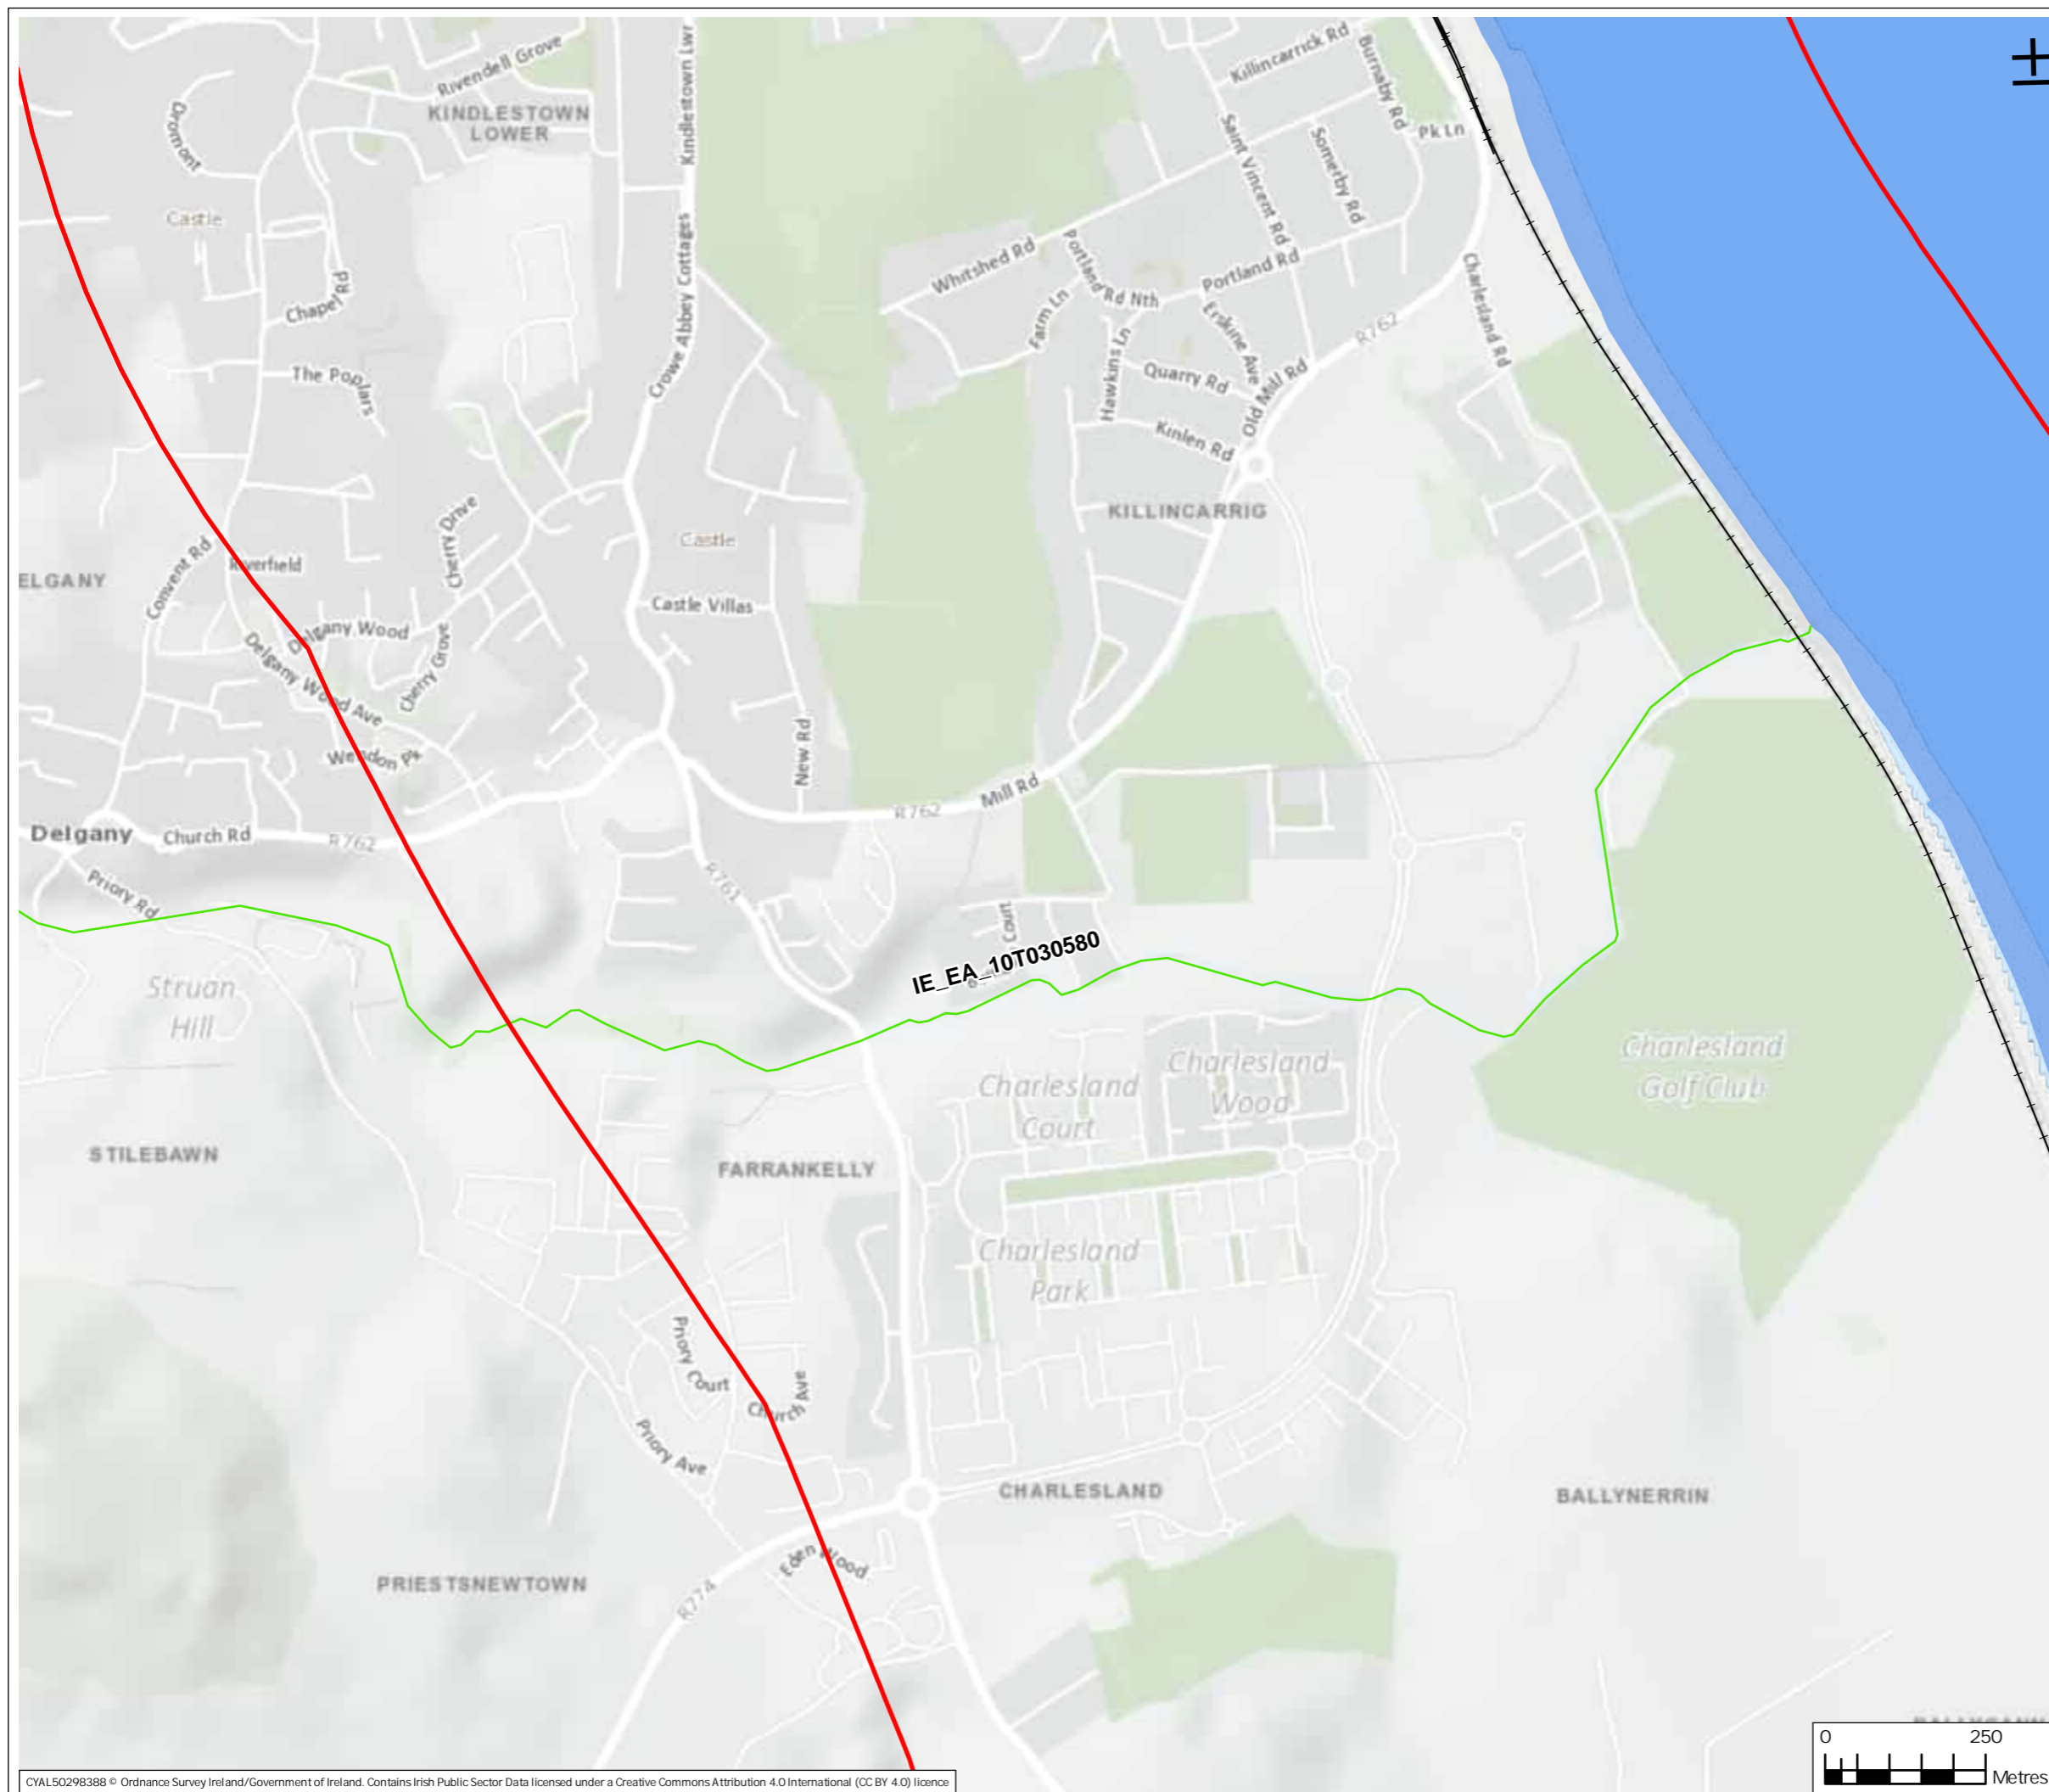 Rivendell Grove
Kindlestown Lwr
Killincarrick Rd
Burnaby Rd
Dromont
KINDLESTOWN
LOWER
Saint Vincent Rd
Somerby Rd
Pk Ln
Castle
Crowe Abbey Cottages
Whitshed Rd
Portland Rd Nth
Portland Rd
Charlesland Rd
Chapel Rd
Farm Ln
Erskine Ave
R762
Hawkins Ln
Quarry Rd
Old Mill Rd
The Poplars
Kinlen Rd
KILLINCARRIG
Cherry Drive
Castle
Convent Rd
Riverfield
ELGANY
Castle Villas
Delgany Wood
Cherry Grove
Delgany Wood Ave
Wendon Pk
New Rd
Mill Rd
R762
Delgany
Church Rd
R762
Priory Rd
R761
Court
IE_EA_10T030580
Struan
Hill
Charlesland
Golf Club
Charlesland
Wood
Charlesland
Court
STILEBAWN
FARRANKELLY
Charlesland
Park
Priory Court
Church Ave
Priory Ave
CHARLESLAND
BALLYNERRIN
Eden Wood
PRIESTSNEWTOWN
R774
0 250
Metres
CYAL50298388 © Ordnance Survey Ireland/Government of Ireland. Contains Irish Public Sector Data licensed under a Creative Commons Attribution 4.0 International (CC BY 4.0) licence